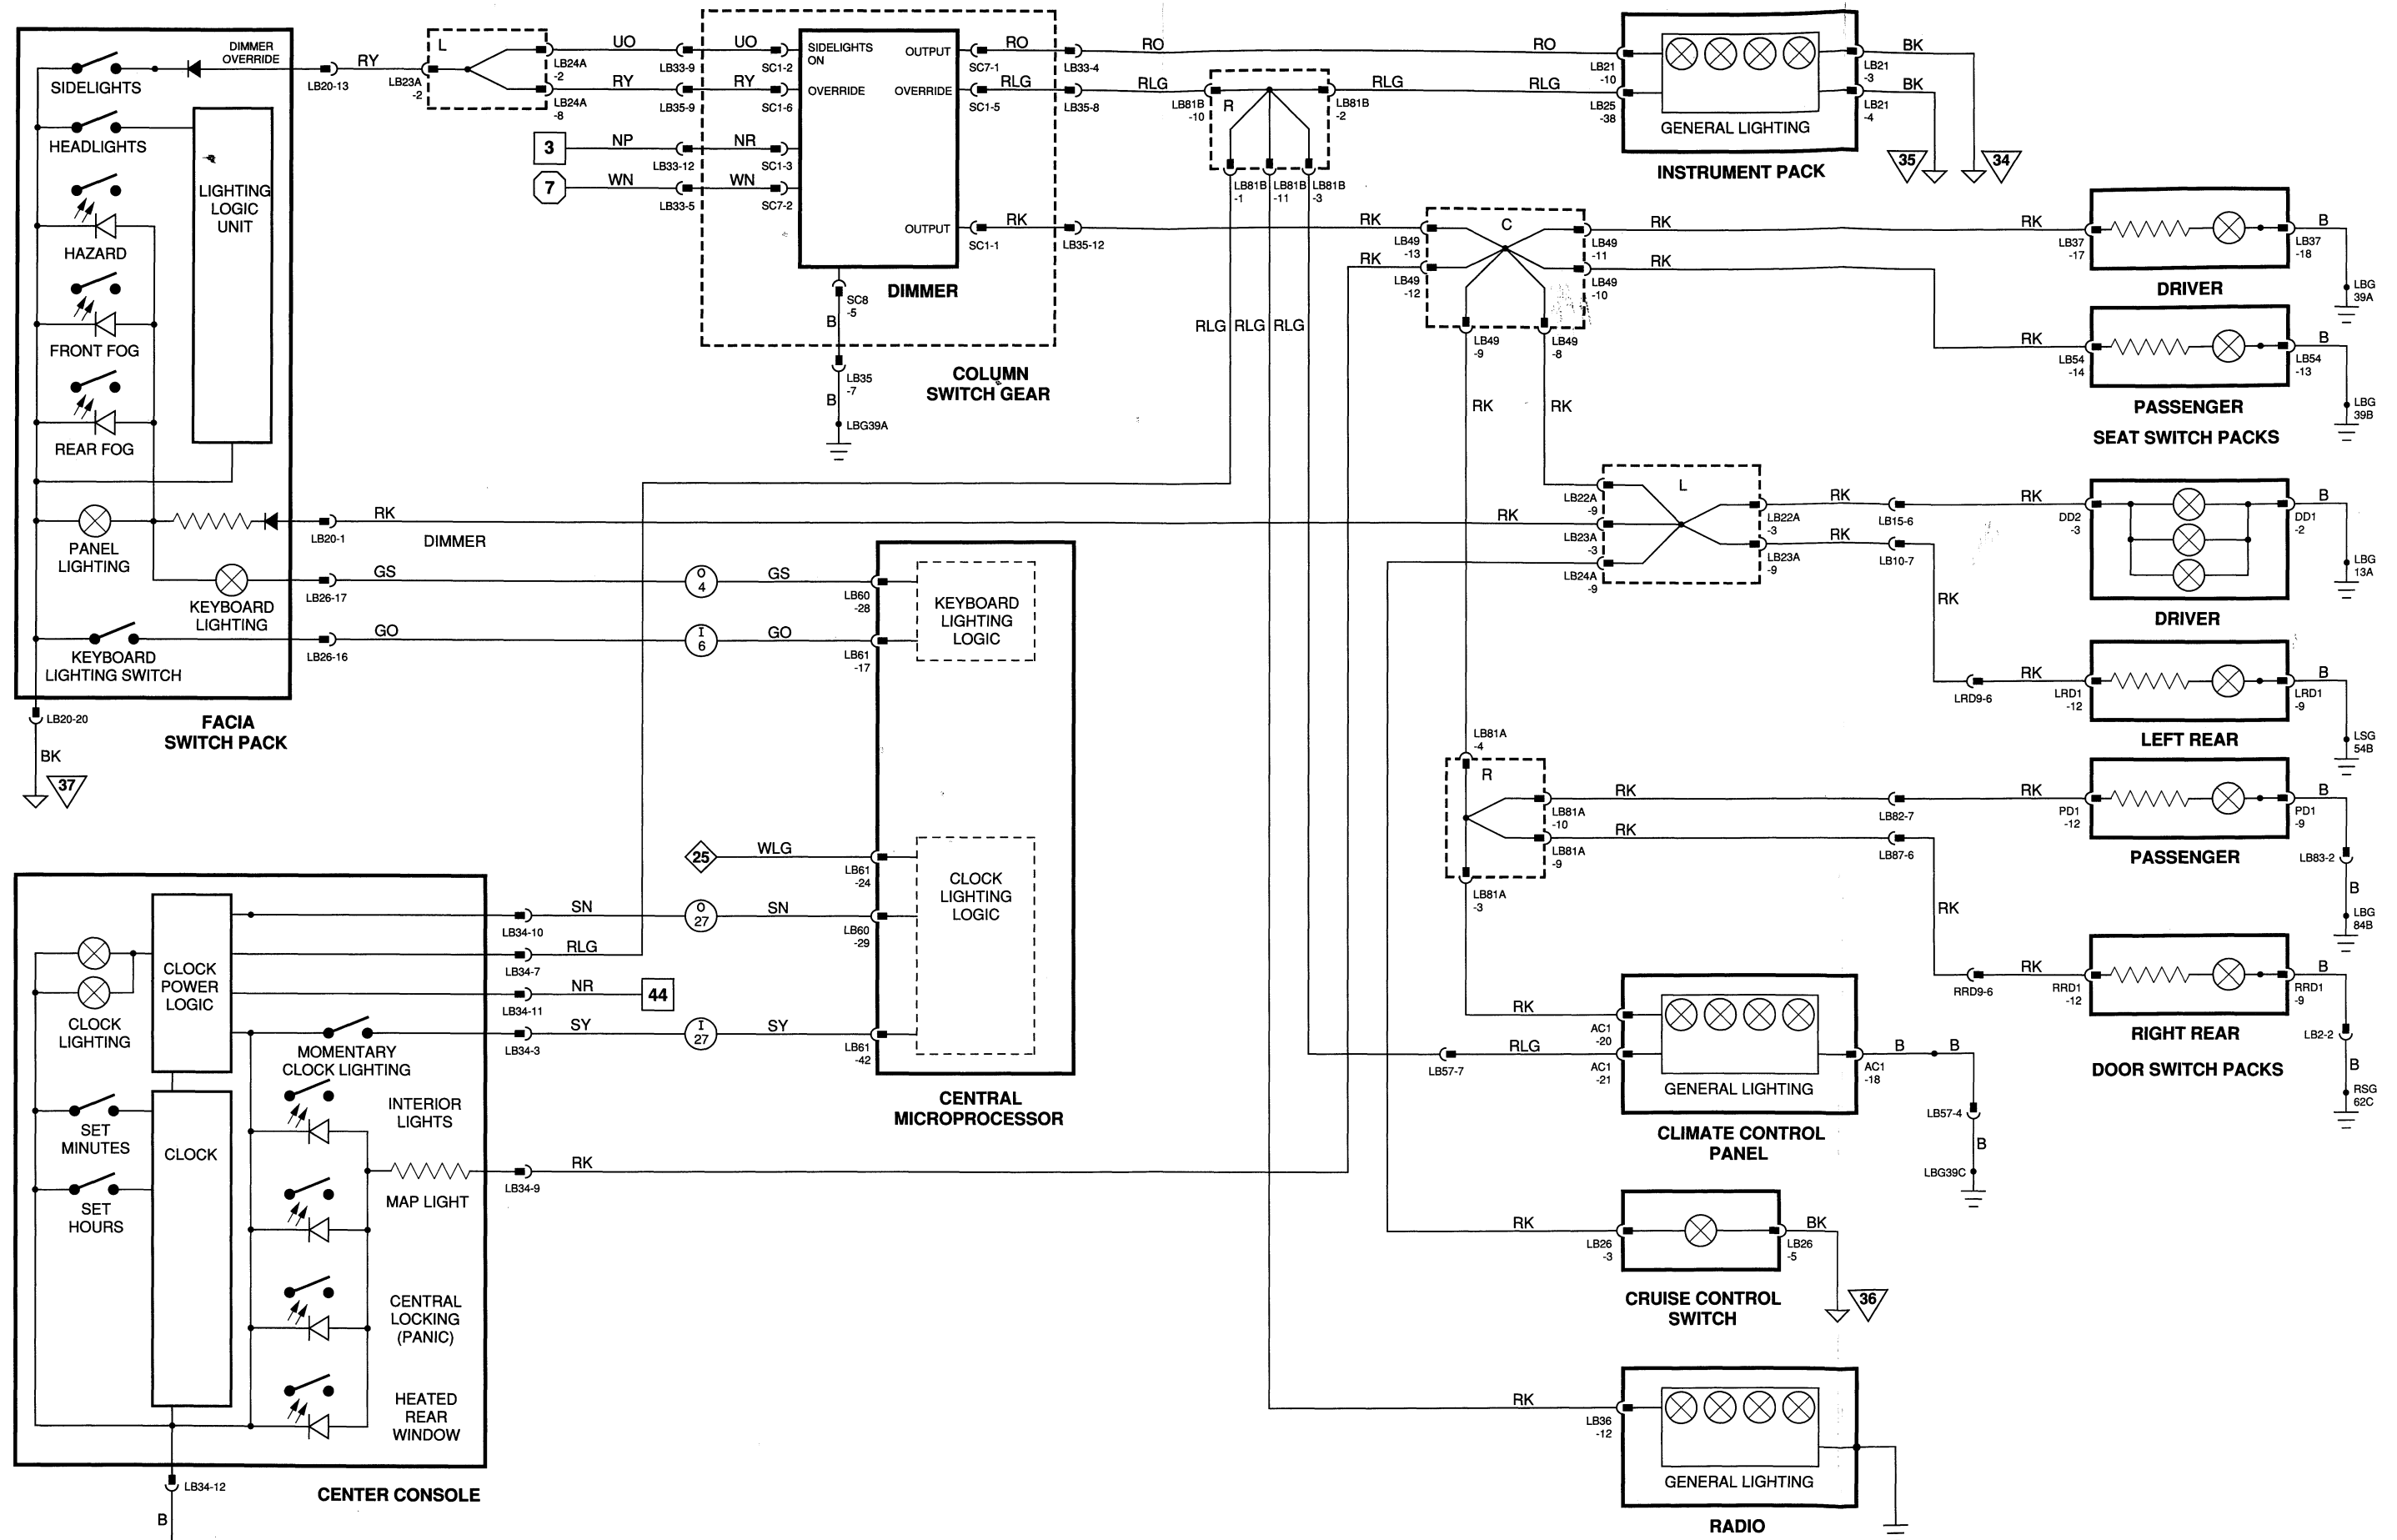 DIMMER
OVERRIDE
SIDELIGHTS
HEADLIGHTS
LIGHTING
LOGIC
UNIT
HAZARD
FRONT FOG
REAR FOG
PANEL
LIGHTING
KEYBOARD
LIGHTING
KEYBOARD
LIGHTING SWITCH
FACIA
SWITCH PACK
LB20-20
BK
37
LB20-13
RY
LB23A
-2
L
LB24A
-2
LB24A
-8
UO
RY
LB33-9
LB35-9
UO
RY
SC1-2
SC1-6
3
NP
LB33-12
NR
SC1-3
7
WN
LB33-5
WN
SC7-2
SIDELIGHTS
ON
OVERRIDE
OUTPUT
OVERRIDE
OUTPUT
DIMMER
COLUMN
SWITCH GEAR
SC8
-5
B
LB35
-7
B
LBG39A
RO
SC7-1
LB33-4
RO
RO
RLG
SC1-5
LB35-8
RLG
LB81B
-10
R
LB81B
-2
RLG
RLG
LB81B
-1
LB81B
-11
LB81B
-3
RLG
RLG
RLG
RK
SC1-1
LB35-12
RK
LB21
-10
LB25
-38
GENERAL LIGHTING
INSTRUMENT PACK
LB21
-3
LB21
-4
BK
BK
35
34
C
LB49
-13
RK
LB49
-12
LB49
-11
LB49
-10
LB49
-9
LB49
-8
RK
RK
RK
RK
RK
RK
LB37
-17
LB37
-18
B
LBG
39A
DRIVER
LB54
-14
LB54
-13
B
LBG
39B
PASSENGER
SEAT SWITCH PACKS
LB20-1
RK
DIMMER
RK
LB22A
-9
LB23A
-3
LB24A
-9
L
LB22A
-3
LB23A
-9
RK
RK
LB15-6
LB10-7
RK
DD2
-3
DD1
-2
B
LBG
13A
DRIVER
RK
LRD9-6
RK
LRD1
-12
LRD1
-9
B
LSG
54B
LEFT REAR
LB26-17
GS
O
4
GS
LB60
-28
KEYBOARD
LIGHTING
LOGIC
LB26-16
GO
I
6
GO
LB61
-17
25
WLG
LB61
-24
CLOCK
LIGHTING
LOGIC
LB34-10
SN
O
27
SN
LB60
-29
LB34-7
RLG
LB34-11
NR
44
LB34-3
SY
I
27
SY
LB61
-42
CENTRAL
MICROPROCESSOR
LB81A
-4
R
LB81A
-10
LB81A
-9
LB81A
-3
RK
RK
LB82-7
LB87-6
RK
PD1
-12
PD1
-9
B
LB83-2
B
LBG
84B
PASSENGER
RK
RRD9-6
RK
RRD1
-12
RRD1
-9
B
LB2-2
B
RSG
62C
RIGHT REAR
DOOR SWITCH PACKS
CLOCK
LIGHTING
CLOCK
POWER
LOGIC
MOMENTARY
CLOCK LIGHTING
INTERIOR
LIGHTS
SET
MINUTES
CLOCK
SET
HOURS
MAP LIGHT
LB34-9
RK
CENTRAL
LOCKING
(PANIC)
HEATED
REAR
WINDOW
CENTER CONSOLE
LB34-12
B
RK
AC1
-20
LB57-7
RLG
AC1
-21
GENERAL LIGHTING
AC1
-18
B
B
LB57-4
B
LBG39C
CLIMATE CONTROL
PANEL
RK
LB26
-3
LB26
-5
BK
36
CRUISE CONTROL
SWITCH
RK
LB36
-12
GENERAL LIGHTING
RADIO